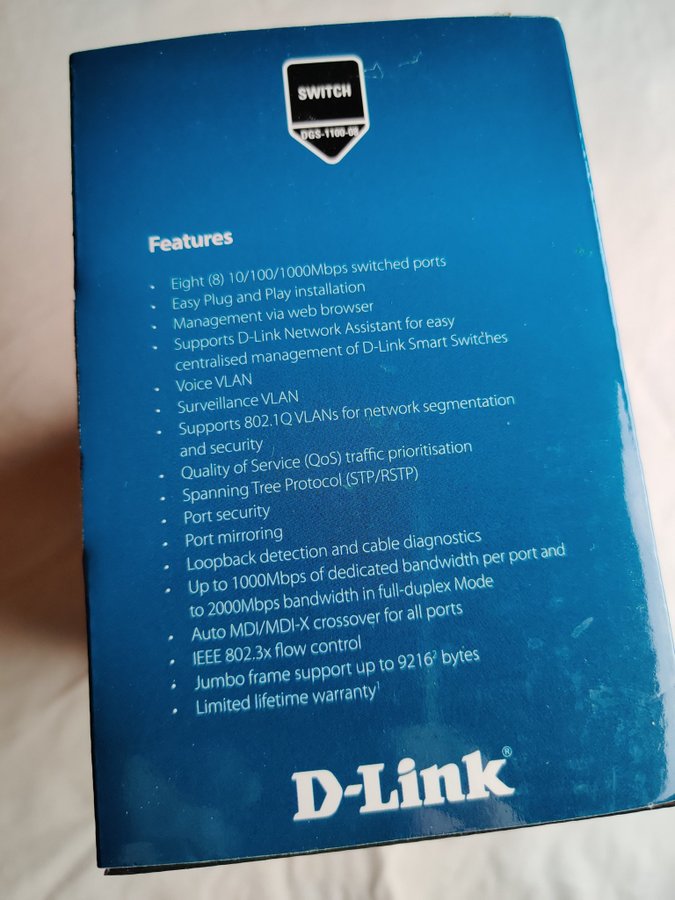 SWITCH
DGS-1100-08
Features
• Eight (8) 10/100/1000Mbps switched ports
• Easy Plug and Play installation
• Management via web browser
• Supports D-Link Network Assistant for easy
centralised management of D-Link Smart Switches
• Voice VLAN
• Surveillance VLAN
• Supports 802.1Q VLANs for network segmentation
and security
• Quality of Service (QoS) traffic prioritisation
• Spanning Tree Protocol (STP/RSTP)
• Port security
• Port mirroring
• Loopback detection and cable diagnostics
• Up to 1000Mbps of dedicated bandwidth per port and
to 2000Mbps bandwidth in full-duplex Mode
• Auto MDI/MDI-X crossover for all ports
• IEEE 802.3x flow control
• Jumbo frame support up to 9216² bytes
• Limited lifetime warranty¹
D-Link®